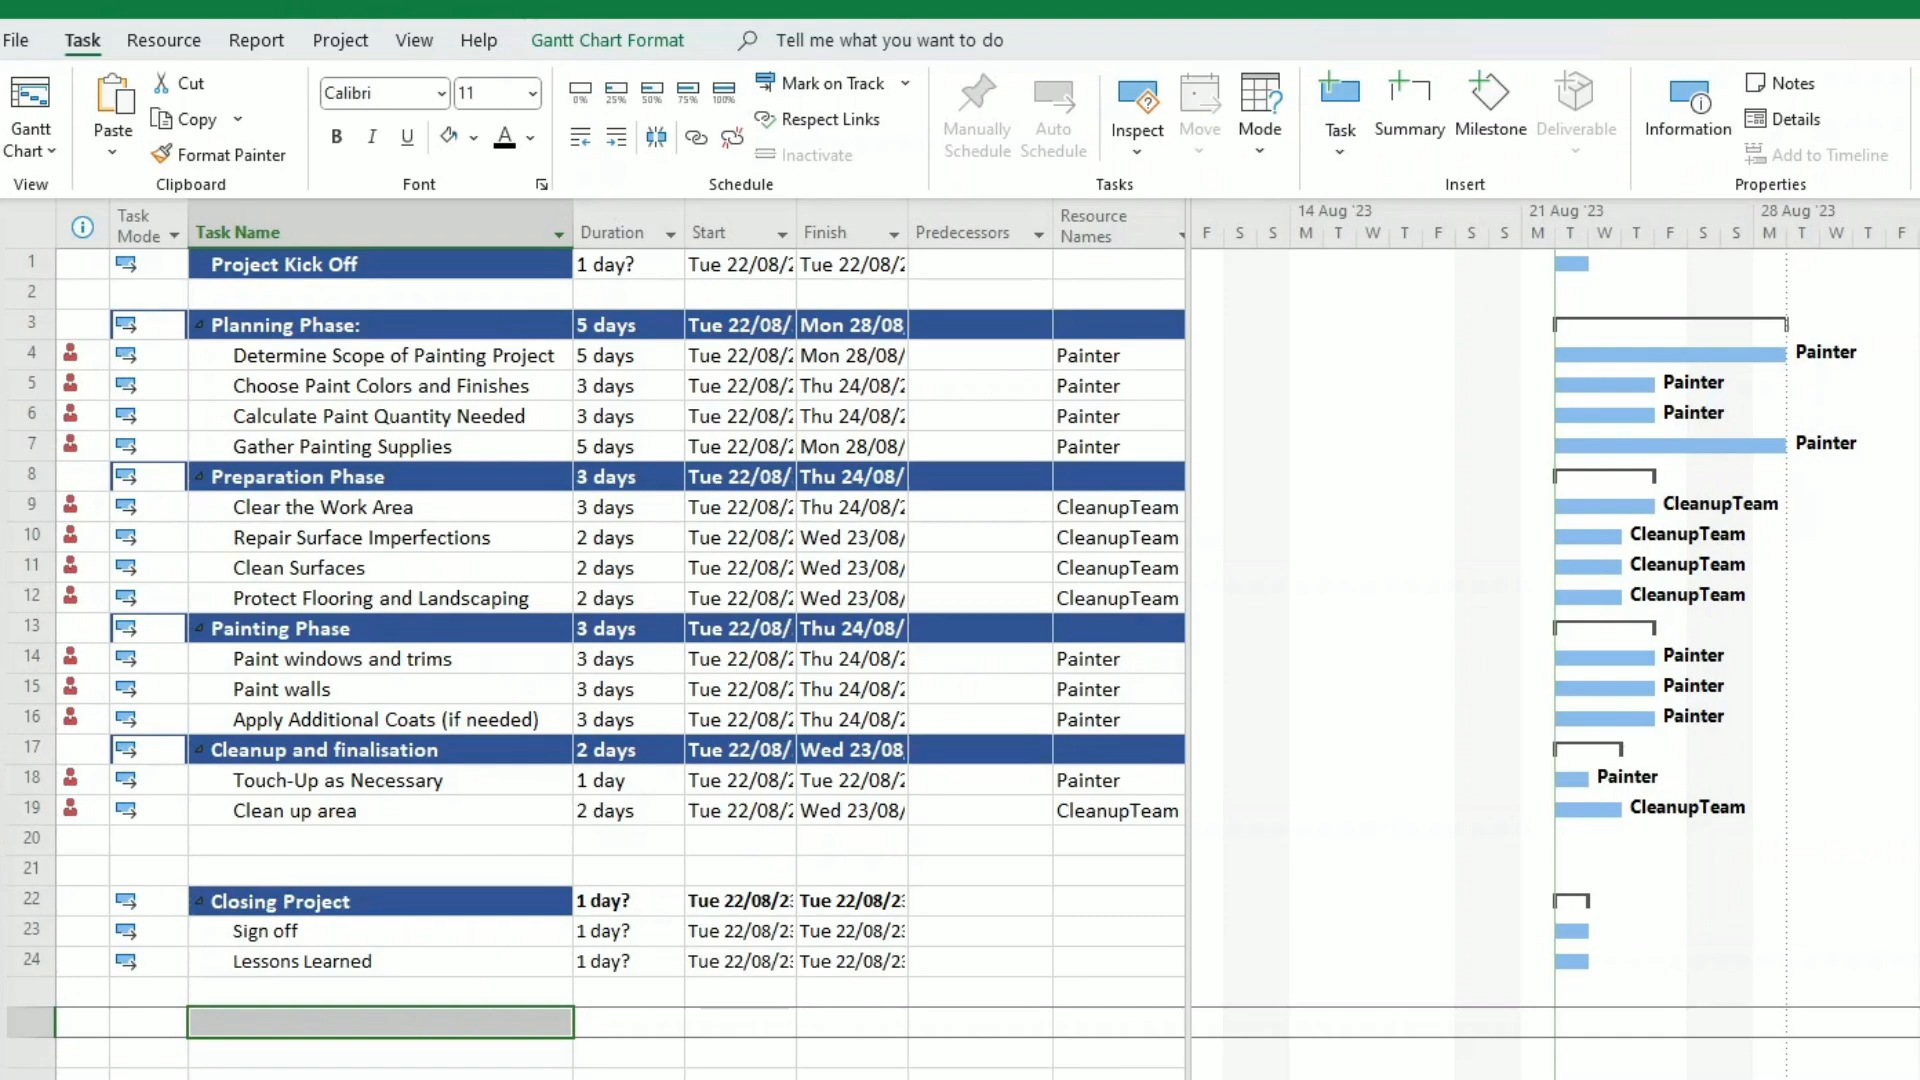 File Task Resource Report Project View Help Gantt Chart Format Tell me what you want to do
Gantt Chart
View
Paste
Cut
Copy
Format Painter
Clipboard
Calibri 11
B I U A
Font
0% 25% 50% 75% 100%
Mark on Track
Respect Links
Inactivate
Schedule
Manually Schedule
Auto Schedule
Inspect
Move
Mode
Tasks
Task
Summary
Milestone
Deliverable
Insert
Information
Notes
Details
Add to Timeline
Properties
Task Mode Task Name Duration Start Finish Predecessors Resource Names
14 Aug '23 21 Aug '23 28 Aug '23
F S S M T W T F S S M T W T F S S M T W T F
1 Project Kick Off 1 day? Tue 22/08/2 Tue 22/08/2
2
3 Planning Phase: 5 days Tue 22/08/ Mon 28/08
4 Determine Scope of Painting Project 5 days Tue 22/08/2 Mon 28/08/ Painter Painter
5 Choose Paint Colors and Finishes 3 days Tue 22/08/2 Thu 24/08/ Painter Painter
6 Calculate Paint Quantity Needed 3 days Tue 22/08/2 Thu 24/08/2 Painter Painter
7 Gather Painting Supplies 5 days Tue 22/08/2 Mon 28/08/ Painter Painter
8 Preparation Phase 3 days Tue 22/08/ Thu 24/08/
9 Clear the Work Area 3 days Tue 22/08/2 Thu 24/08/2 CleanupTeam CleanupTeam
10 Repair Surface Imperfections 2 days Tue 22/08/2 Wed 23/08/ CleanupTeam CleanupTeam
11 Clean Surfaces 2 days Tue 22/08/2 Wed 23/08/ CleanupTeam CleanupTeam
12 Protect Flooring and Landscaping 2 days Tue 22/08/2 Wed 23/08/ CleanupTeam CleanupTeam
13 Painting Phase 3 days Tue 22/08/ Thu 24/08/
14 Paint windows and trims 3 days Tue 22/08/2 Thu 24/08/2 Painter Painter
15 Paint walls 3 days Tue 22/08/2 Thu 24/08/2 Painter Painter
16 Apply Additional Coats (if needed) 3 days Tue 22/08/2 Thu 24/08/2 Painter Painter
17 Cleanup and finalisation 2 days Tue 22/08/ Wed 23/08
18 Touch-Up as Necessary 1 day Tue 22/08/2 Tue 22/08/2 Painter Painter
19 Clean up area 2 days Tue 22/08/2 Wed 23/08/ CleanupTeam CleanupTeam
20
21
22 Closing Project 1 day? Tue 22/08/23 Tue 22/08/23
23 Sign off 1 day? Tue 22/08/23 Tue 22/08/23
24 Lessons Learned 1 day? Tue 22/08/23 Tue 22/08/23